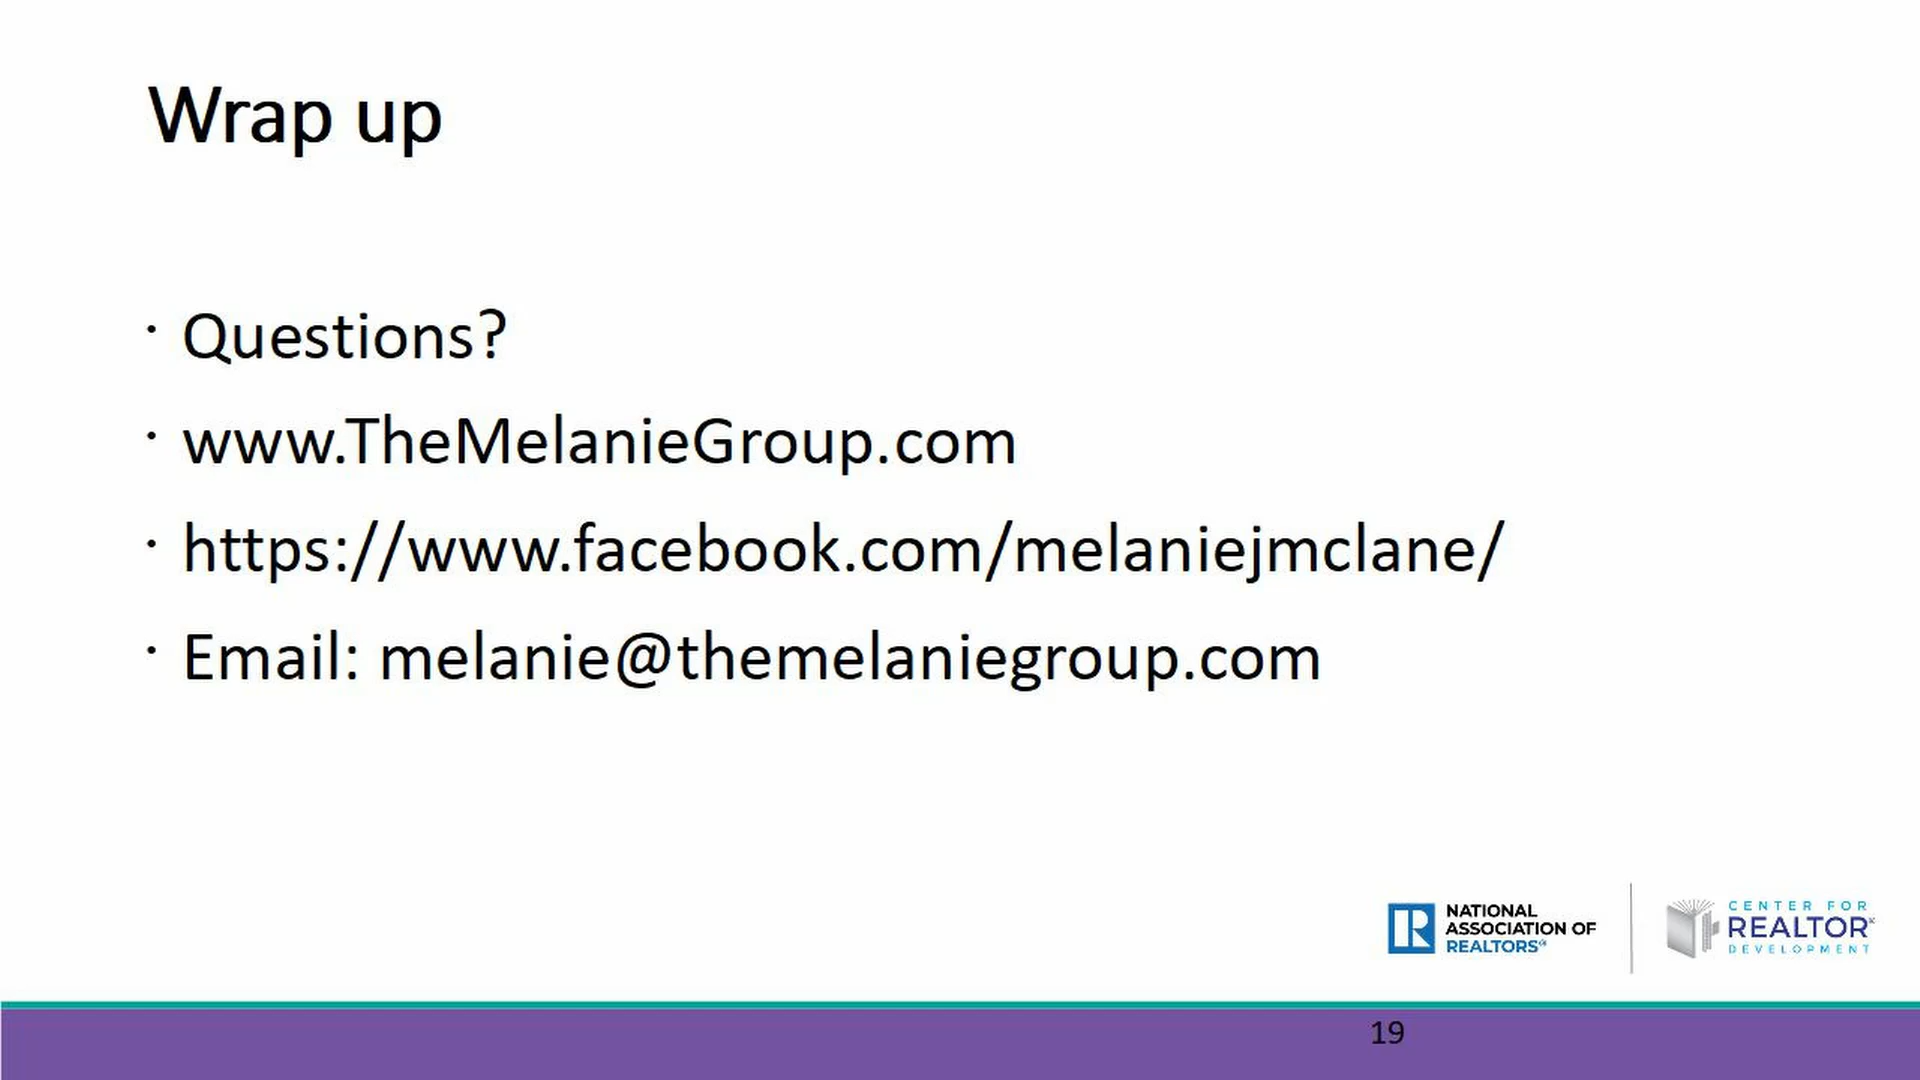 Wrap up
· Questions?
· www.TheMelanieGroup.com
· https://www.facebook.com/melaniejmclane/
· Email: melanie@themelaniegroup.com
NATIONAL
ASSOCIATION OF
REALTORS®
CENTER FOR
REALTOR®
DEVELOPMENT
19